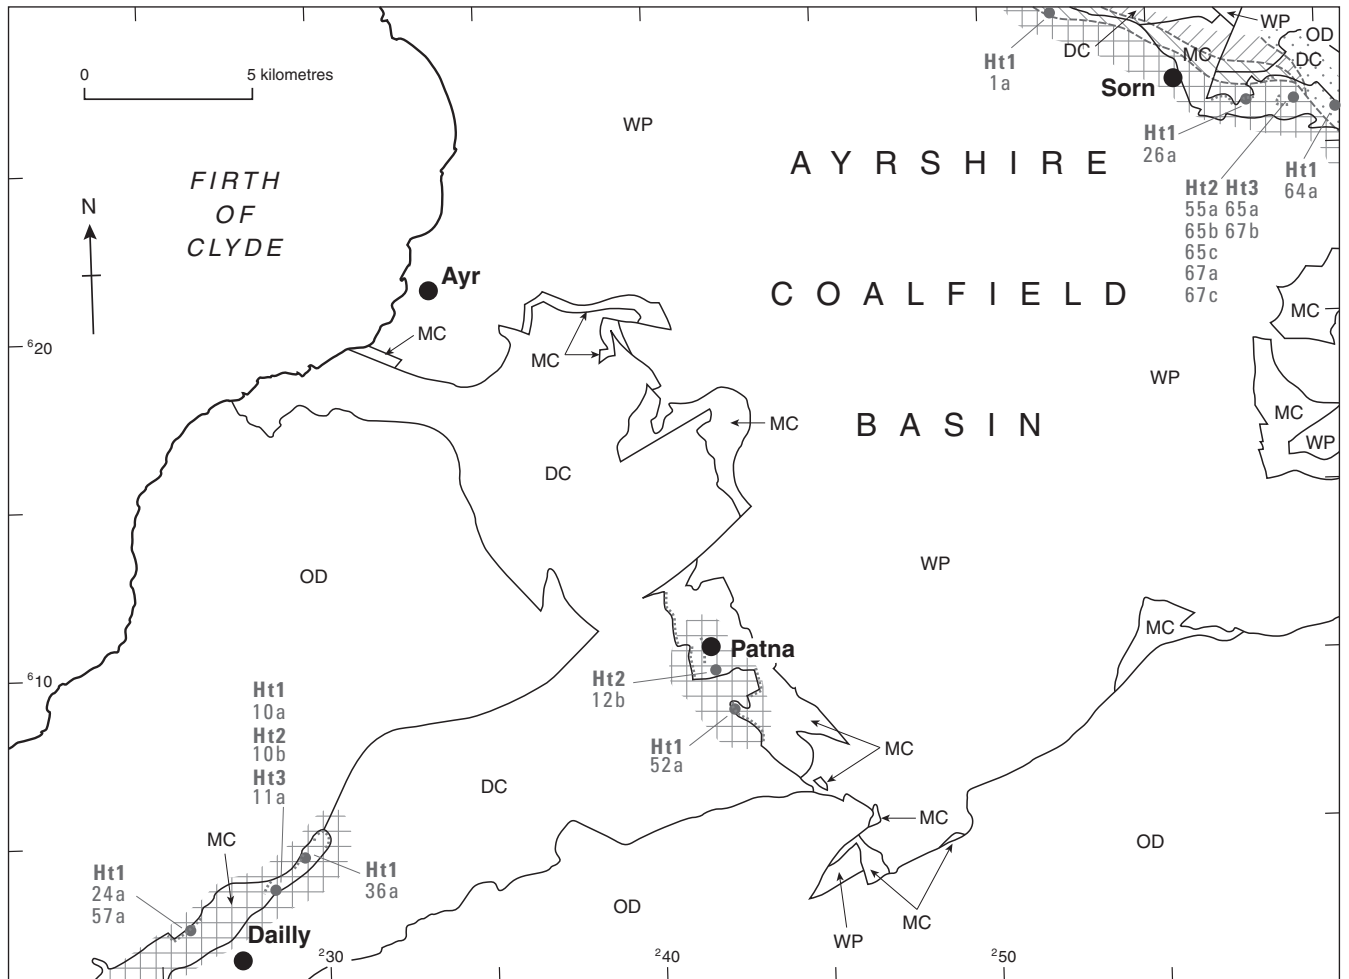 WP
OD
DC
MC
DC
0 5 kilometres
Ht1
1a
Sorn
WP
Ht1
26a
AYRSHIRE
Ht1
64a
Ht2 Ht3
55a 65a
65b 67b
65c
67a
67c
FIRTH
OF
CLYDE
N
Ayr
COALFIELD
MC
MC
620
MC
WP
MC
MC
BASIN
WP
DC
WP
OD
MC
Patna
Ht2
12b
610
Ht1
10a
Ht2
10b
Ht3
11a
Ht1
52a
MC
DC
MC
MC
OD
Ht1
24a
57a
Ht1
36a
OD
MC
WP
Dailly
230
240
250